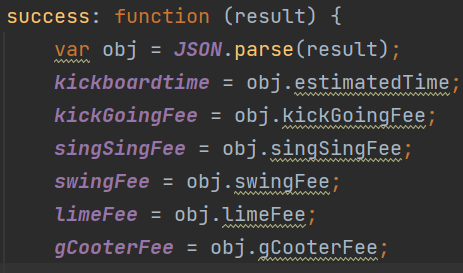 success: function (result) {
var obj = JSON.parse(result);
kickboardtime = obj.estimatedTime;
kickGoingFee = obj.kickGoingFee;
singSingFee = obj.singSingFee;
swingFee = obj.swingFee;
limeFee = obj.limeFee;
gCooterFee = obj.gCooterFee;